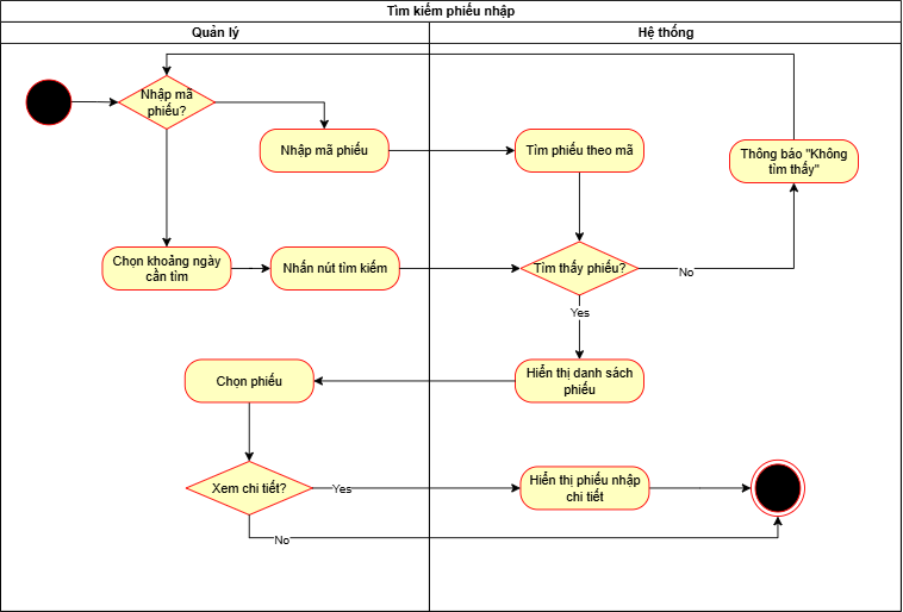 Tìm kiếm phiếu nhập
Quản lý
Hệ thống
Nhập mã
phiếu?
Nhập mã phiếu
Tìm phiếu theo mã
Thông báo "Không
tìm thấy"
Chọn khoảng ngày
cần tìm
Nhấn nút tìm kiếm
Tìm thấy phiếu?
No
Yes
Hiển thị danh sách
phiếu
Chọn phiếu
Xem chi tiết?
Yes
Hiển thị phiếu nhập
chi tiết
No